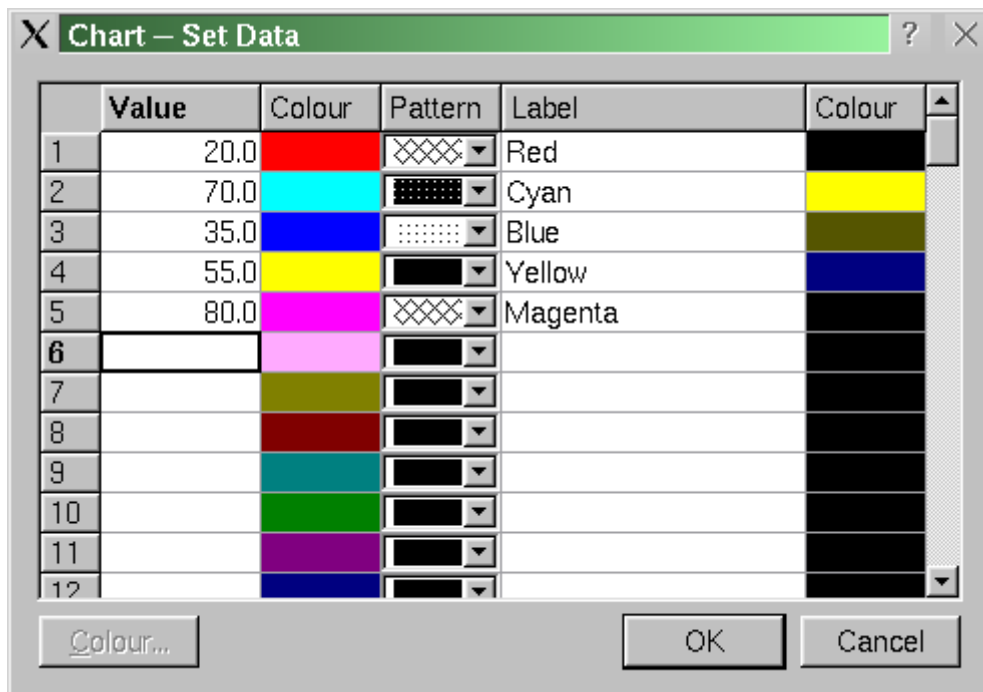 Chart – Set Data ?
Value Colour Pattern Label Colour
1 20.0 Red
2 70.0 Cyan
3 35.0 Blue
4 55.0 Yellow
5 80.0 Magenta
6
7
8
9
10
11
12
Colour... OK Cancel